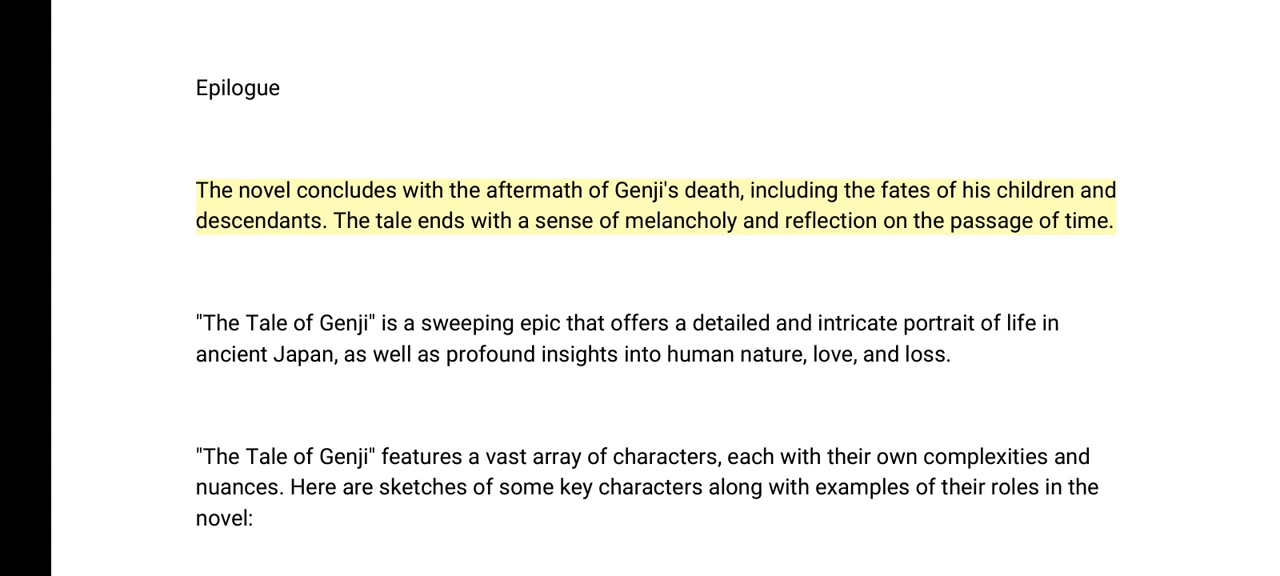 Epilogue
The novel concludes with the aftermath of Genji's death, including the fates of his children and
descendants. The tale ends with a sense of melancholy and reflection on the passage of time.
"The Tale of Genji" is a sweeping epic that offers a detailed and intricate portrait of life in
ancient Japan, as well as profound insights into human nature, love, and loss.
"The Tale of Genji" features a vast array of characters, each with their own complexities and
nuances. Here are sketches of some key characters along with examples of their roles in the
novel: